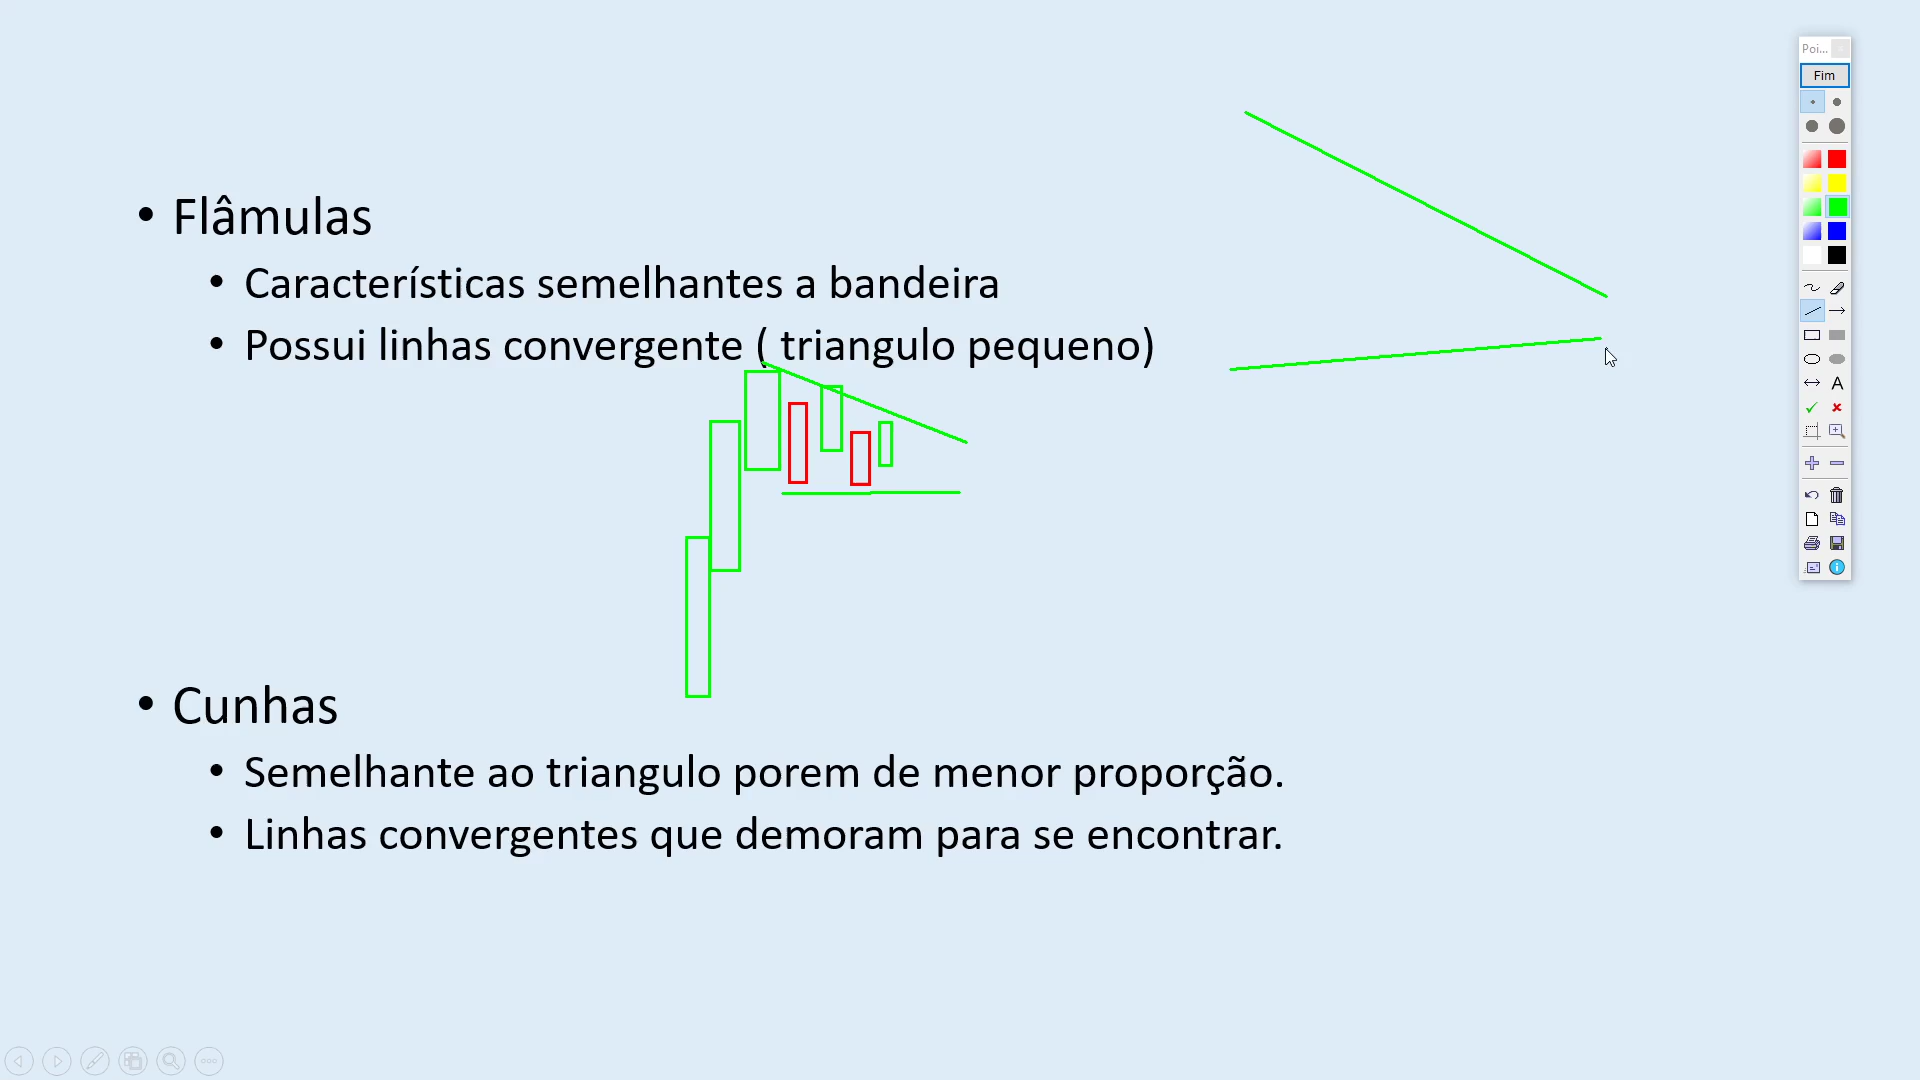 Poi...
Fim
• Flâmulas
• Características semelhantes a bandeira
• Possui linhas convergente ( triangulo pequeno)
• Cunhas
• Semelhante ao triangulo porem de menor proporção.
• Linhas convergentes que demoram para se encontrar.